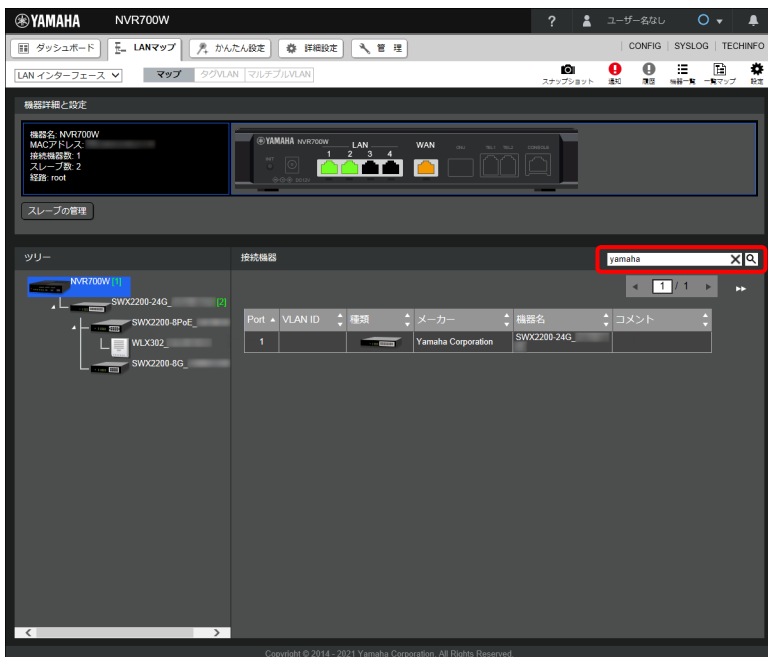 YAMAHA NVR700W ? ユーザー名なし
ダッシュボード LANマップ かんたん設定 詳細設定 管 理 CONFIG SYSLOG TECHINFO
LAN インターフェース マップ タグVLAN マルチプルVLAN スナップショット 通知 履歴 機器一覧 一覧マップ 設定
機器詳細と設定
機器名: NVR700W
MACアドレス:
接続機器数: 1
スレーブ数: 2
経路: root
YAMAHA NVR700W LAN WAN ONU TEL1 TEL2 CONSOLE
1 2 3 4
スレーブの管理
ツリー 接続機器 yamaha
NVR700W [1]
SWX2200-24G_ [2]
SWX2200-8PoE_
WLX302_
SWX2200-8G_
1 / 1
Port VLAN ID 種類 メーカー 機器名 コメント
1 Yamaha Corporation SWX2200-24G_
Copyright © 2014 - 2021 Yamaha Corporation. All Rights Reserved.